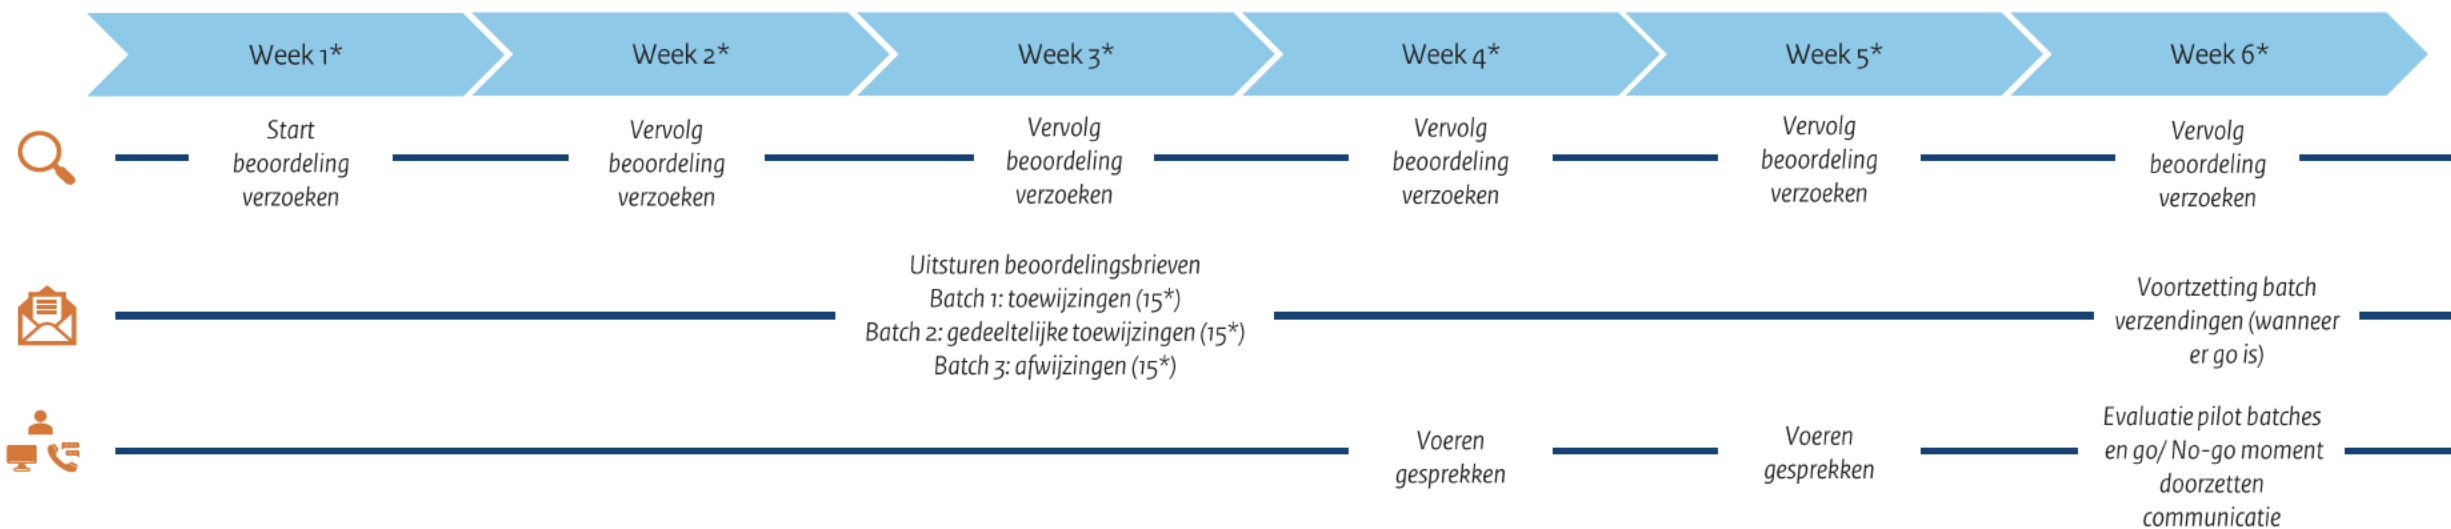 Week 1*
Week 2*
Week 3*
Week 4*
Week 5*
Week 6*
Start
beoordeling
verzoeken
Vervolg
beoordeling
verzoeken
Vervolg
beoordeling
verzoeken
Vervolg
beoordeling
verzoeken
Vervolg
beoordeling
verzoeken
Vervolg
beoordeling
verzoeken
Uitsturen beoordelingsbrieven
Batch 1: toewijzingen (15*)
Batch 2: gedeeltelijke toewijzingen (15*)
Batch 3: afwijzingen (15*)
Voortzetting batch
verzendingen (wanneer
er go is)
Voeren
gesprekken
Voeren
gesprekken
Evaluatie pilot batches
en go/ No-go moment
doorzetten
communicatie